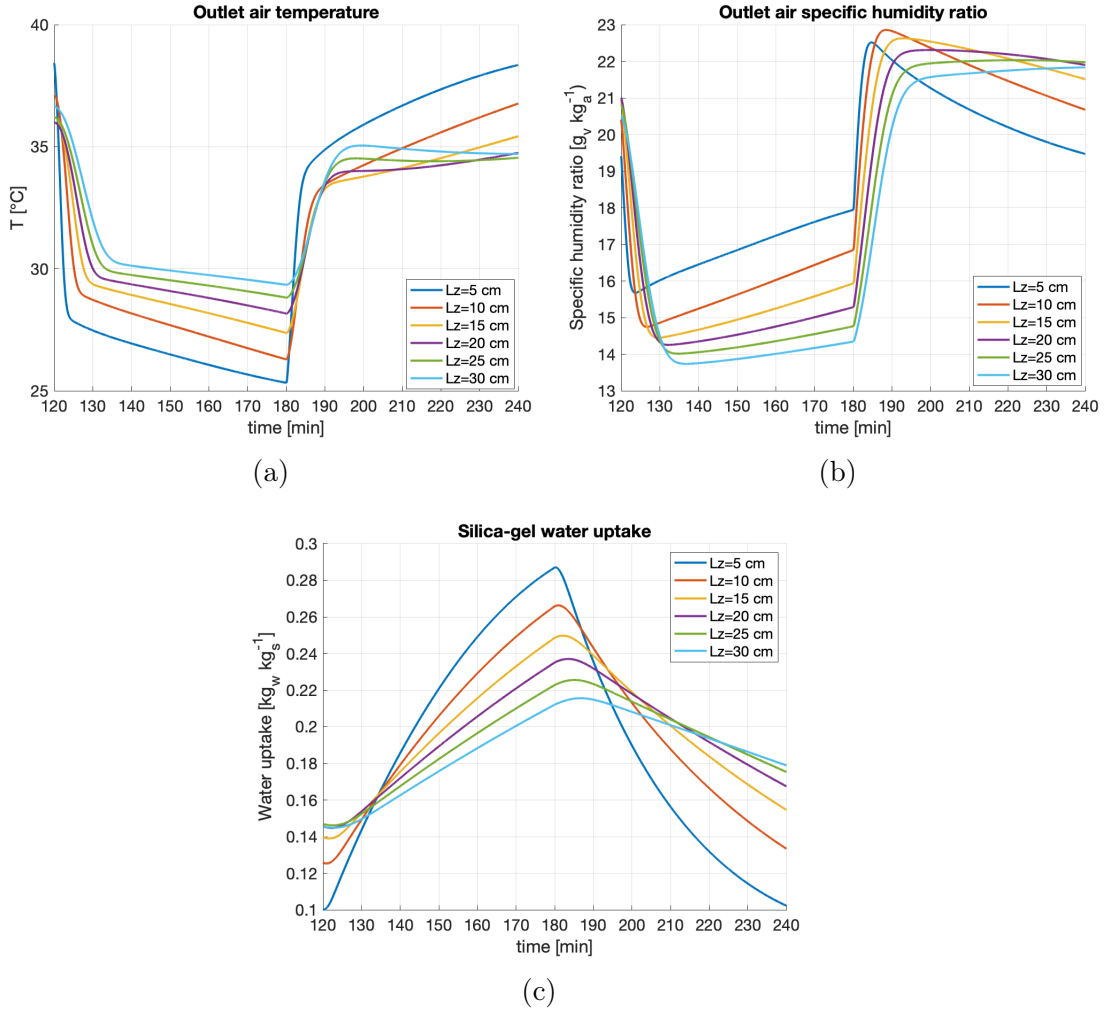 Outlet air temperature
40
35
30
25
T [°C]
120 130 140 150 160 170 180 190 200 210 220 230 240
time [min]
Lz=5 cm
Lz=10 cm
Lz=15 cm
Lz=20 cm
Lz=25 cm
Lz=30 cm
(a)
Outlet air specific humidity ratio
23
22
21
20
19
18
17
16
15
14
13
Specific humidity ratio [g_v kg_a^-1]
120 130 140 150 160 170 180 190 200 210 220 230 240
time [min]
Lz=5 cm
Lz=10 cm
Lz=15 cm
Lz=20 cm
Lz=25 cm
Lz=30 cm
(b)
Silica-gel water uptake
0.3
0.28
0.26
0.24
0.22
0.2
0.18
0.16
0.14
0.12
0.1
Water uptake [kg_w kg_s^-1]
120 130 140 150 160 170 180 190 200 210 220 230 240
time [min]
Lz=5 cm
Lz=10 cm
Lz=15 cm
Lz=20 cm
Lz=25 cm
Lz=30 cm
(c)